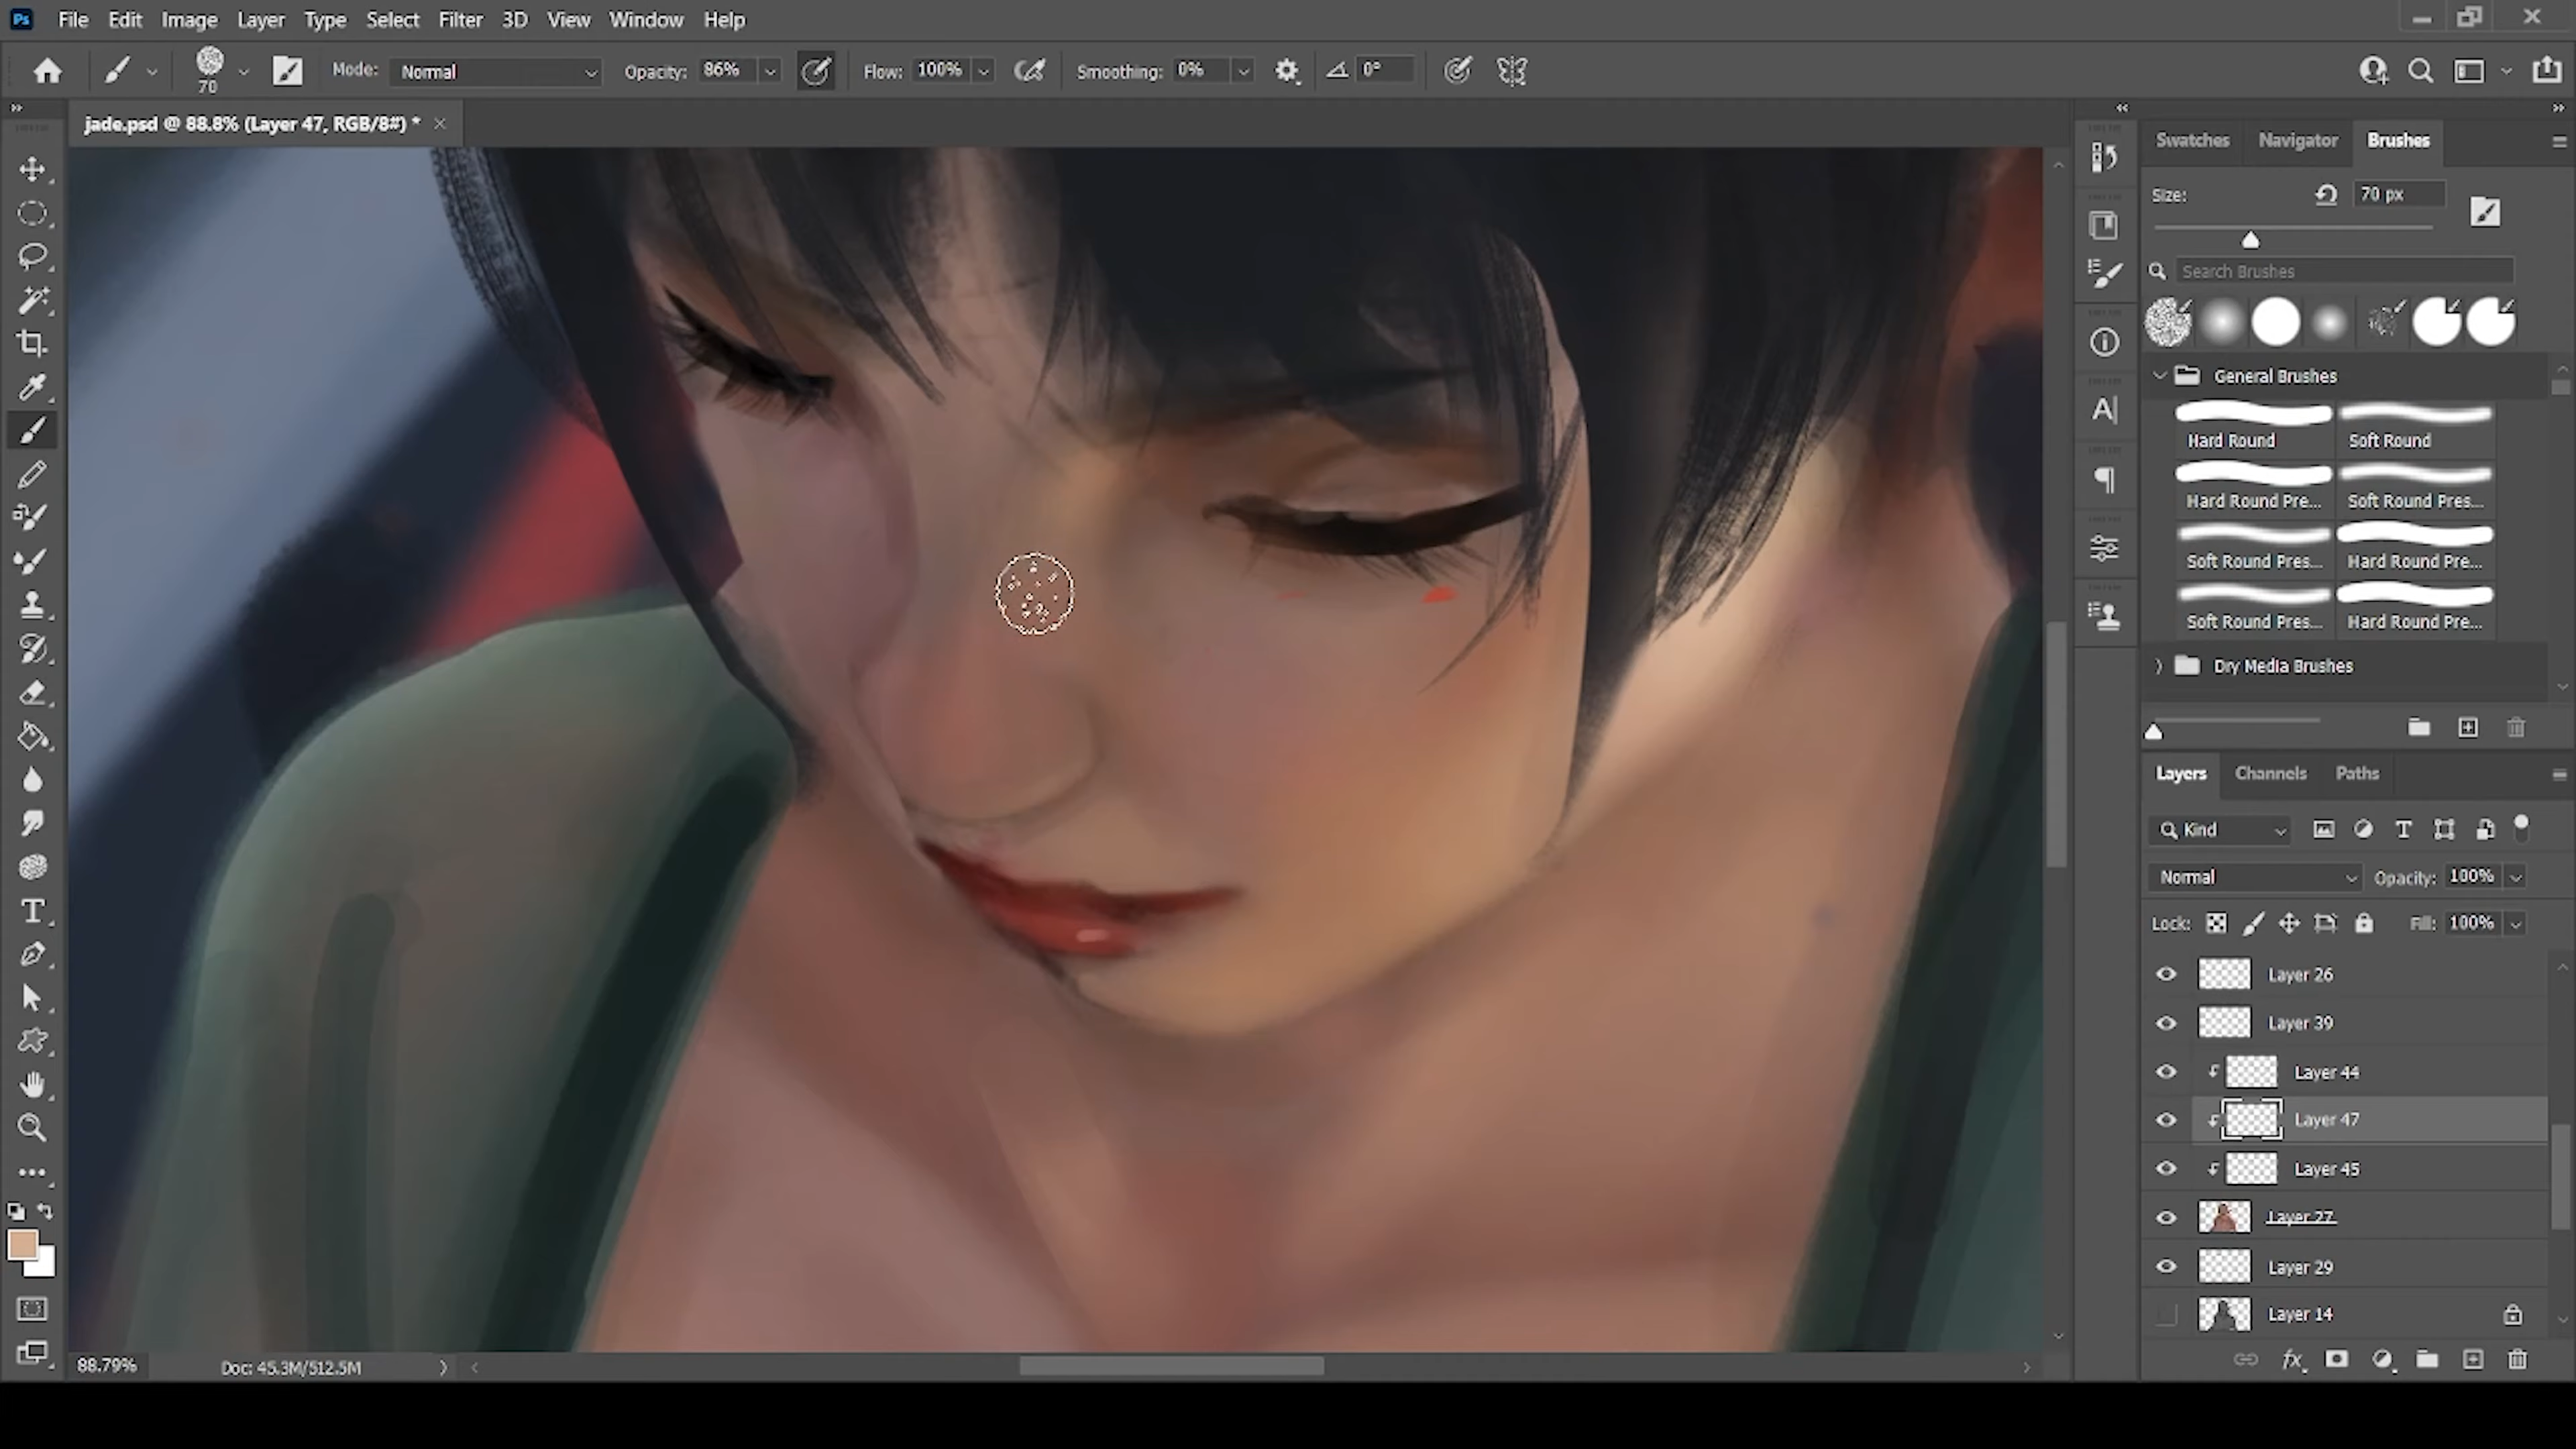 Ps File Edit Image Layer Type Select Filter 3D View Window Help
70 Mode: Normal Opacity: 86% Flow: 100% Smoothing: 0% 0°
jade.psd @ 88.8% (Layer 47, RGB/8#) *
Swatches Navigator Brushes
Size: 70 px
Search Brushes
General Brushes
Hard Round Soft Round
Hard Round Pre... Soft Round Pres...
Soft Round Pres... Hard Round Pre...
Soft Round Pres... Hard Round Pre...
Dry Media Brushes
Layers Channels Paths
Kind
Normal Opacity: 100%
Lock: Fill: 100%
Layer 26
Layer 39
Layer 44
Layer 47
Layer 45
Layer 27
Layer 29
Layer 14
88.79% Doc: 45.3M/512.5M